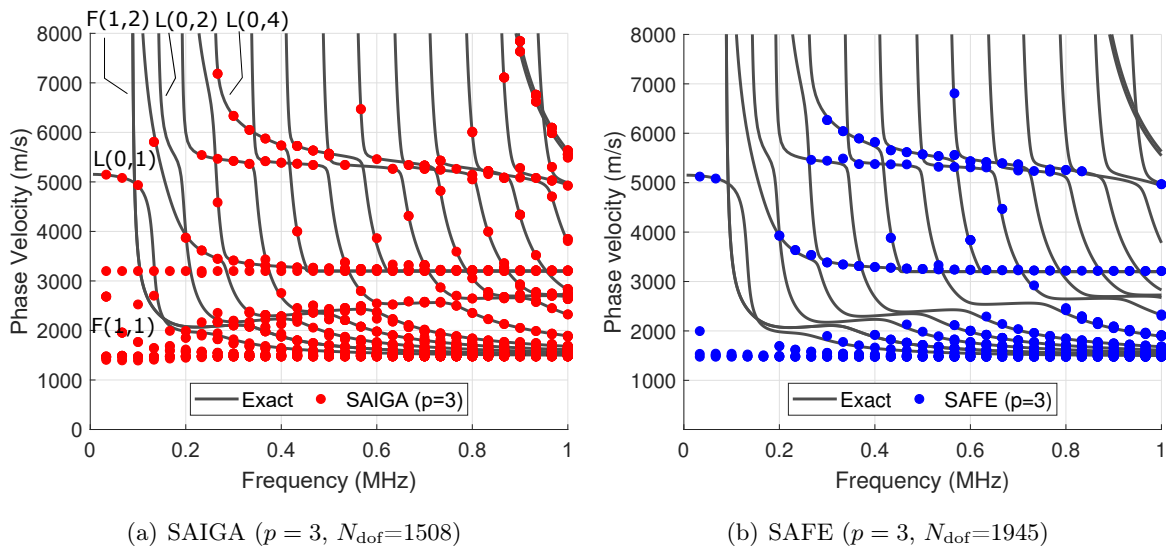 F(1,2) L(0,2) L(0,4)
8000
7000
6000
5000
4000
3000
2000
1000
0
Phase Velocity (m/s)
L(0,1)
F(1,1)
Exact SAIGA (p=3)
0 0.2 0.4 0.6 0.8 1
Frequency (MHz)
(a) SAIGA (p = 3, Ndof=1508)
8000
7000
6000
5000
4000
3000
2000
1000
Phase velocity (m/s)
Exact SAFE (p=3)
0 0.2 0.4 0.6 0.8 1
Frequency (MHz)
(b) SAFE (p = 3, Ndof=1945)